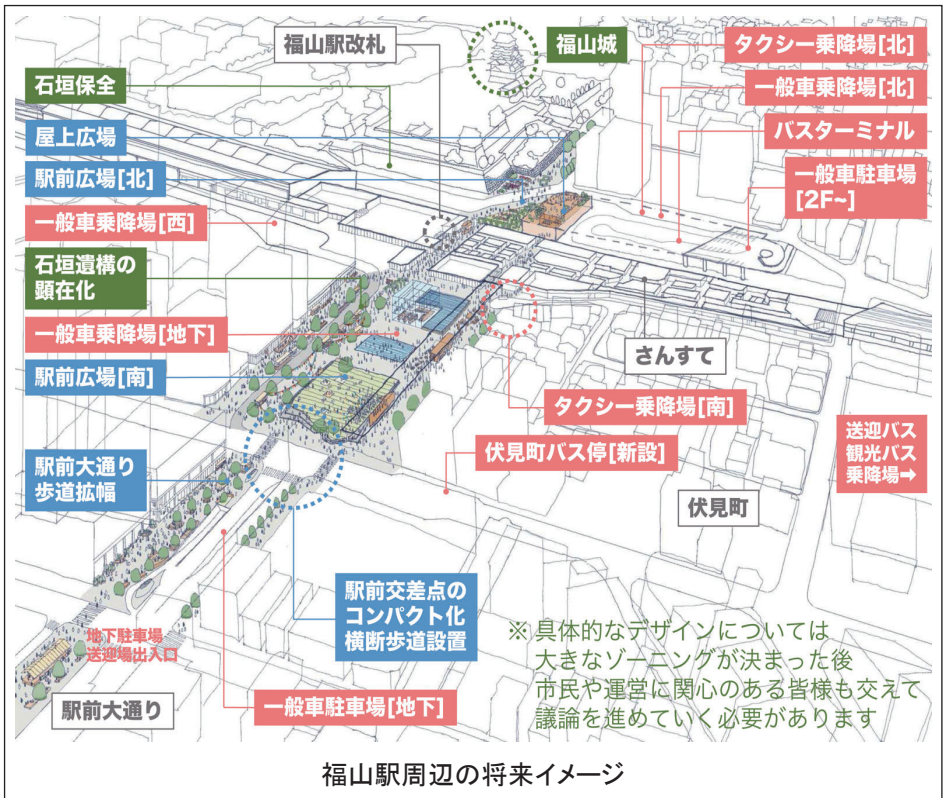 福山駅改札
福山城
タクシー乗降場[北]
一般車乗降場[北]
バスターミナル
一般車駐車場
[2F~]
石垣保全
屋上広場
駅前広場[北]
一般車乗降場[西]
石垣遺構の
顕在化
一般車乗降場[地下]
駅前広場[南]
さんすて
タクシー乗降場[南]
送迎バス
観光バス
乗降場→
伏見町バス停[新設]
伏見町
駅前大通り
歩道拡幅
駅前交差点の
コンパクト化
横断歩道設置
地下駐車場
送迎場出入口
駅前大通り
一般車駐車場[地下]
※具体的なデザインについては
大きなゾーニングが決まった後
市民や運営に関心のある皆様も交えて
議論を進めていく必要があります
福山駅周辺の将来イメージ